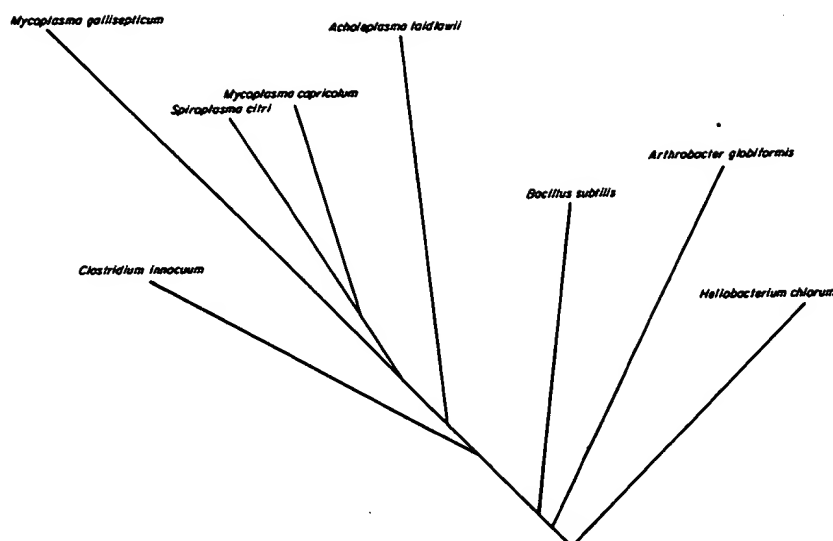 Mycoplasma gallisepticum
Acholeplasma laidlawii
Mycoplasma capricolum
Spiroplasma citri
Arthrobacter globiformis
Bacillus subtilis
Clostridium innocuum
Heliobacterium chlorum